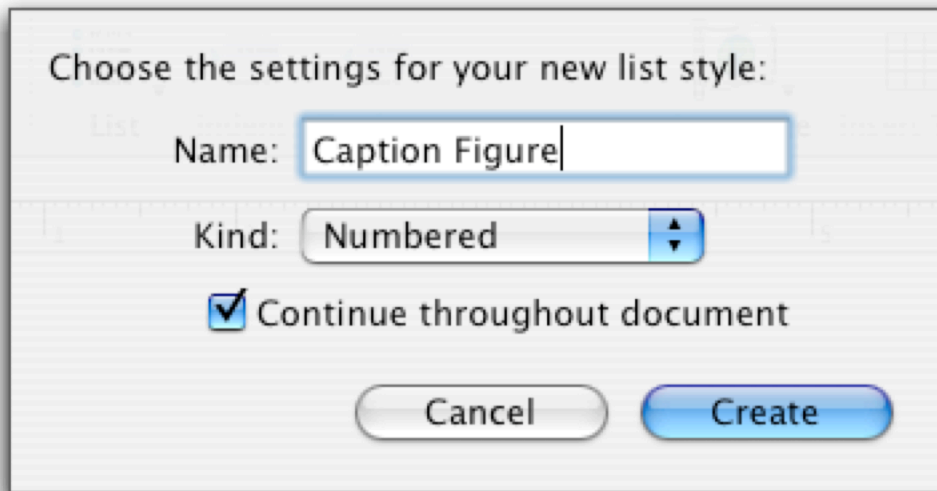 Choose the settings for your new list style:
Name: Caption Figure
Kind: Numbered
Continue throughout document
Cancel Create